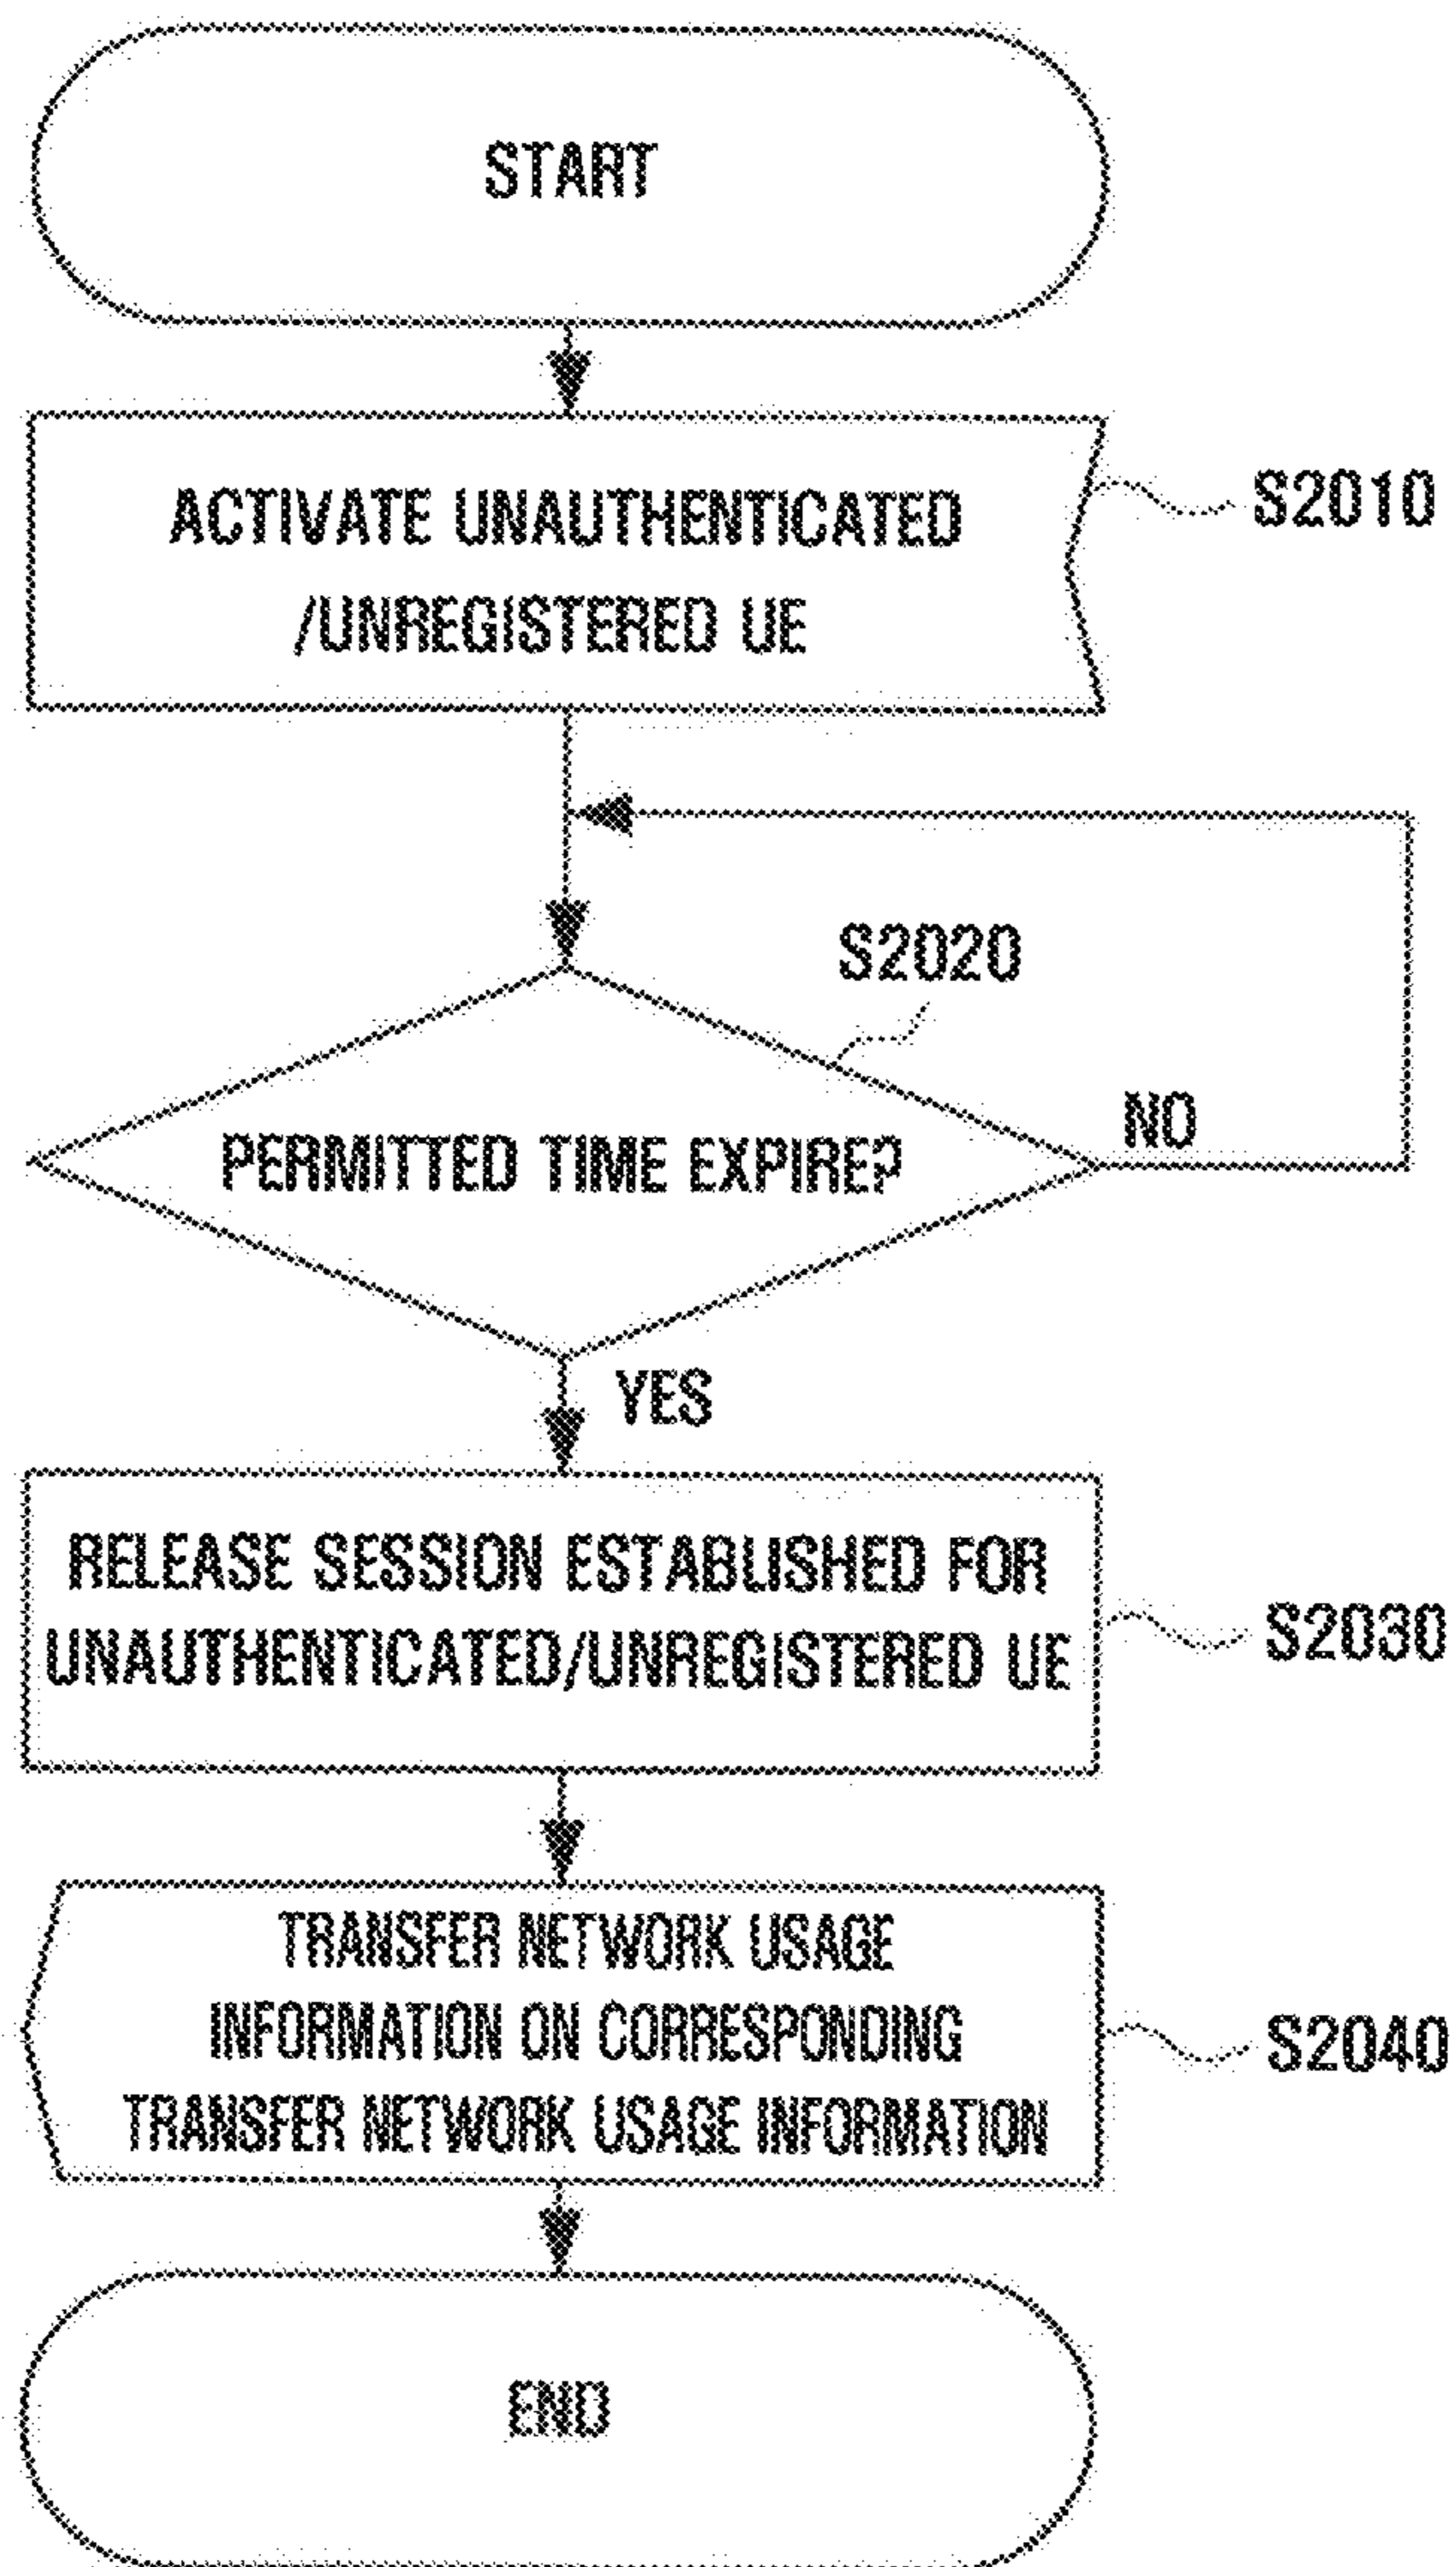 START
ACTIVATE UNAUTHENTICATED
/UNREGISTERED UE
S2010
S2020
PERMITTED TIME EXPIRE?
NO
YES
RELEASE SESSION ESTABLISHED FOR
UNAUTHENTICATED/UNREGISTERED UE
S2030
TRANSFER NETWORK USAGE
INFORMATION ON CORRESPONDING
TRANSFER NETWORK USAGE INFORMATION
S2040
END